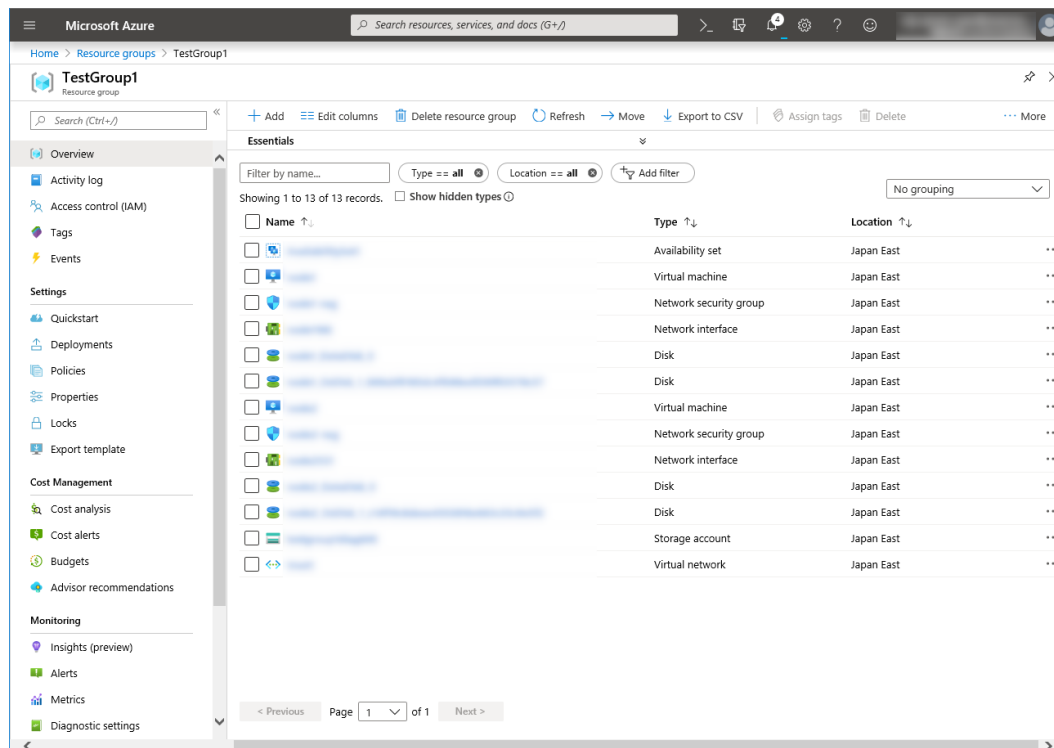 Microsoft Azure
Search resources, services, and docs (G+/)
4
Home > Resource groups > TestGroup1
TestGroup1
Resource group
Search (Ctrl+/)
Overview
Activity log
Access control (IAM)
Tags
Events
Settings
Quickstart
Deployments
Policies
Properties
Locks
Export template
Cost Management
Cost analysis
Cost alerts
Budgets
Advisor recommendations
Monitoring
Insights (preview)
Alerts
Metrics
Diagnostic settings
Add Edit columns Delete resource group Refresh Move Export to CSV Assign tags Delete More
Essentials
Filter by name... Type == all Location == all Add filter
Showing 1 to 13 of 13 records. Show hidden types
No grouping
Name Type Location
Availability set Japan East
Virtual machine Japan East
Network security group Japan East
Network interface Japan East
Disk Japan East
Disk Japan East
Virtual machine Japan East
Network security group Japan East
Network interface Japan East
Disk Japan East
Disk Japan East
Storage account Japan East
Virtual network Japan East
< Previous Page 1 of 1 Next >